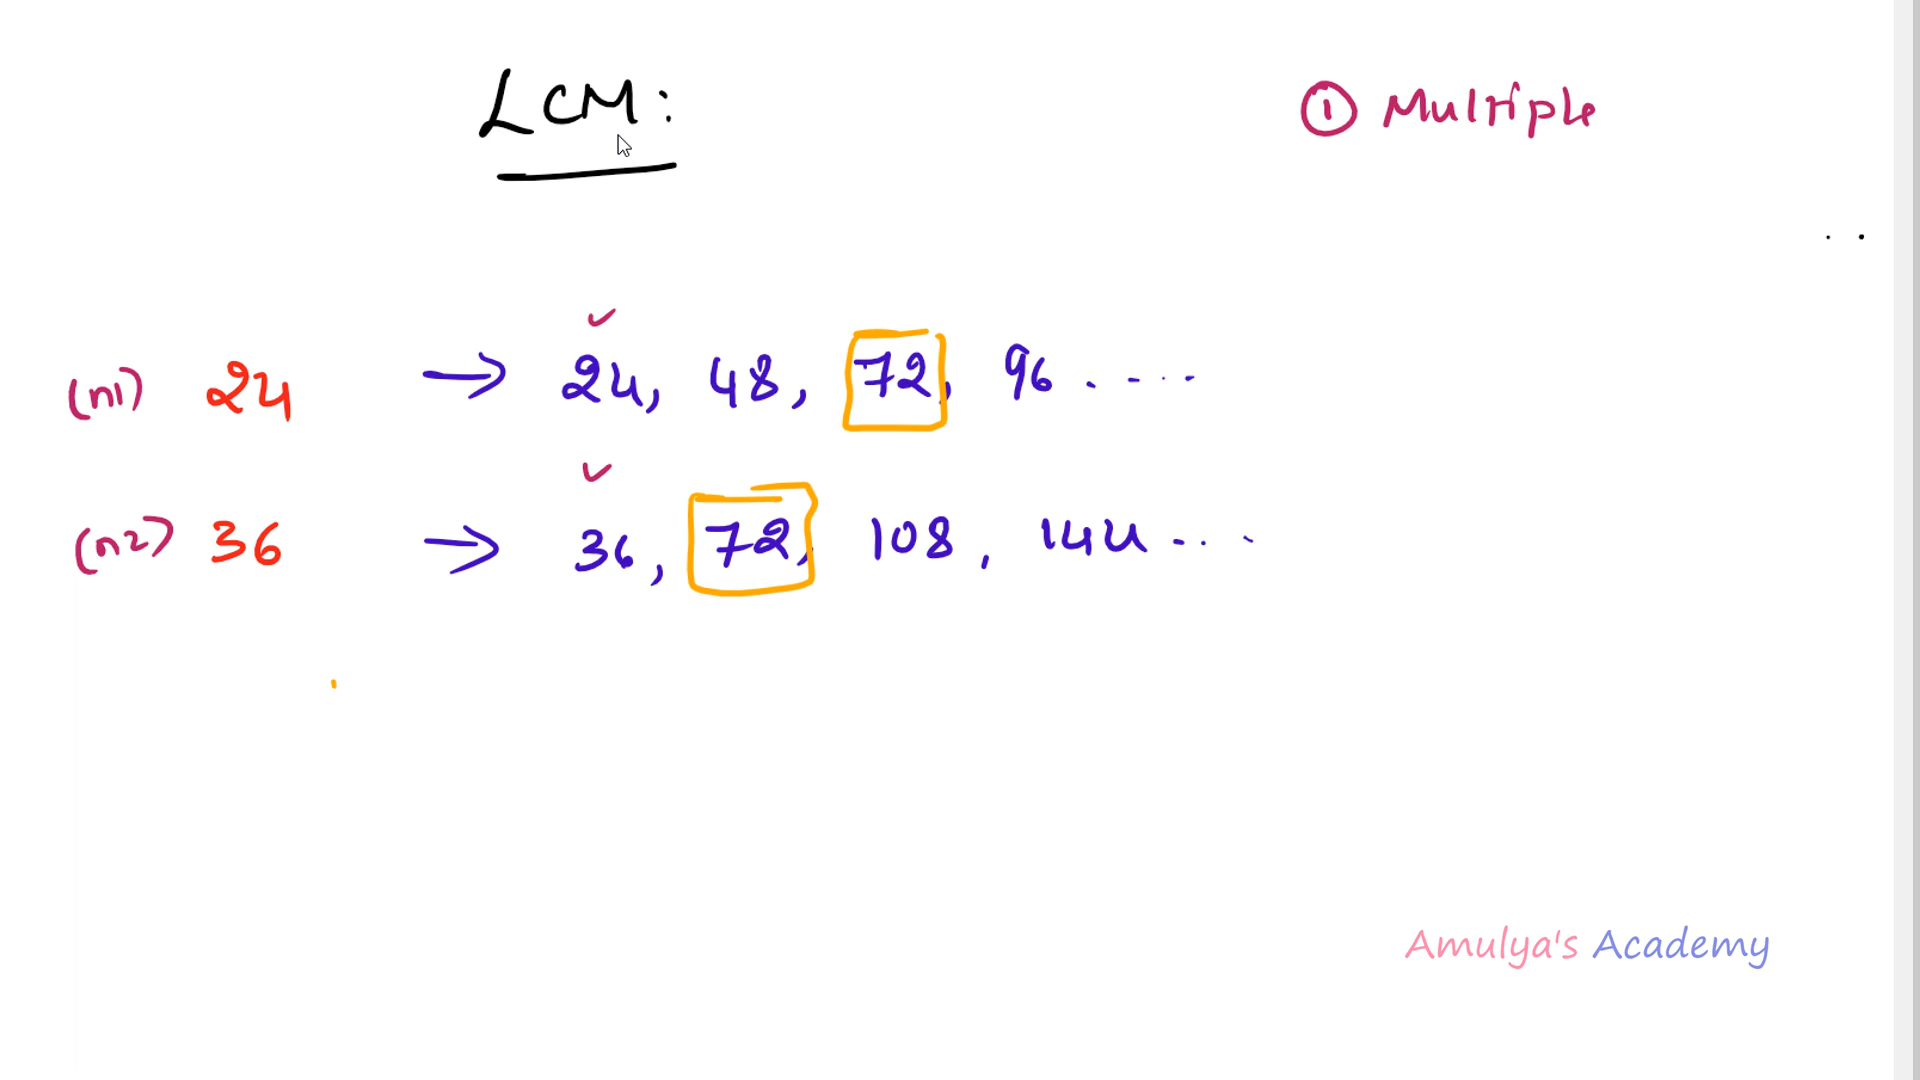 LCM:
① Multiple
(n1) 24 → 24, 48, 72, 96 . - . . -
(n2) 36 → 36, 72, 108, 144 . . .
Amulya's Academy